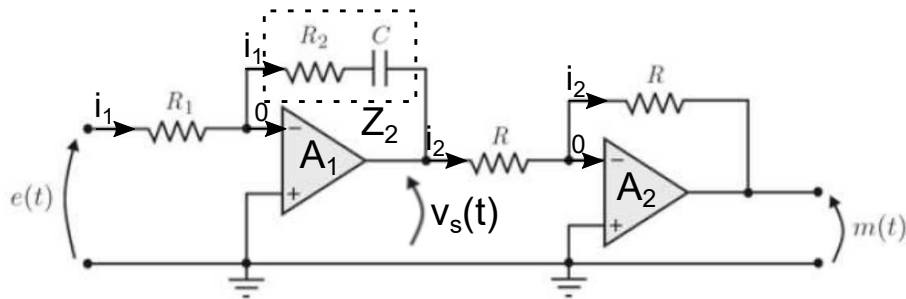 R₂ C
i₁
i₁
R₁
0
−
+
A₁
Z₂
e(t)
vₛ(t)
i₂
R
i₂
R
0
−
+
A₂
m(t)